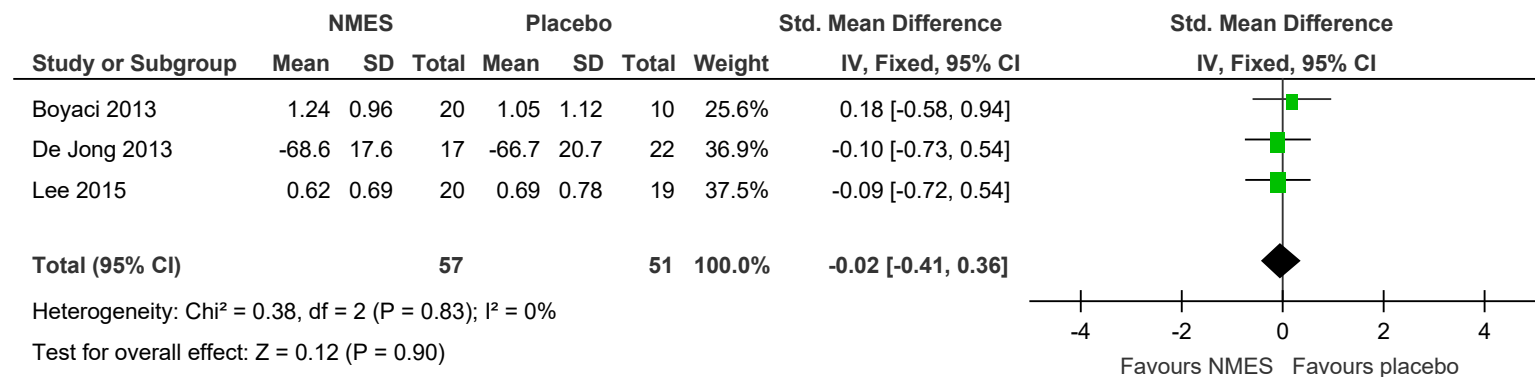 NMES Placebo Std. Mean Difference Std. Mean Difference
Study or Subgroup Mean SD Total Mean SD Total Weight IV, Fixed, 95% CI IV, Fixed, 95% CI
Boyaci 2013 1.24 0.96 20 1.05 1.12 10 25.6% 0.18 [-0.58, 0.94]
De Jong 2013 -68.6 17.6 17 -66.7 20.7 22 36.9% -0.10 [-0.73, 0.54]
Lee 2015 0.62 0.69 20 0.69 0.78 19 37.5% -0.09 [-0.72, 0.54]
Total (95% CI) 57 51 100.0% -0.02 [-0.41, 0.36]
Heterogeneity: Chi² = 0.38, df = 2 (P = 0.83); I² = 0%
Test for overall effect: Z = 0.12 (P = 0.90)
-4 -2 0 2 4
Favours NMES Favours placebo